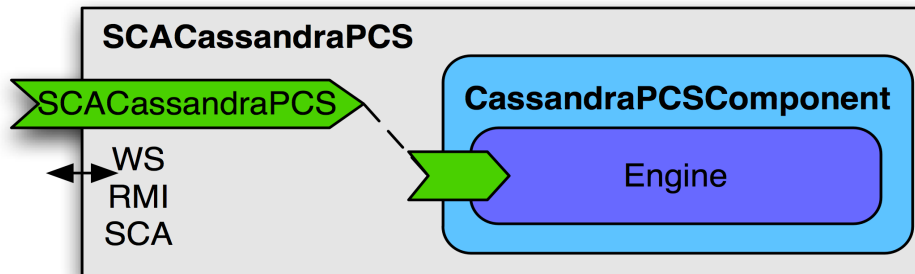 SCACassandraPCS
SCACassandraPCS
CassandraPCSComponent
Engine
WS
RMI
SCA